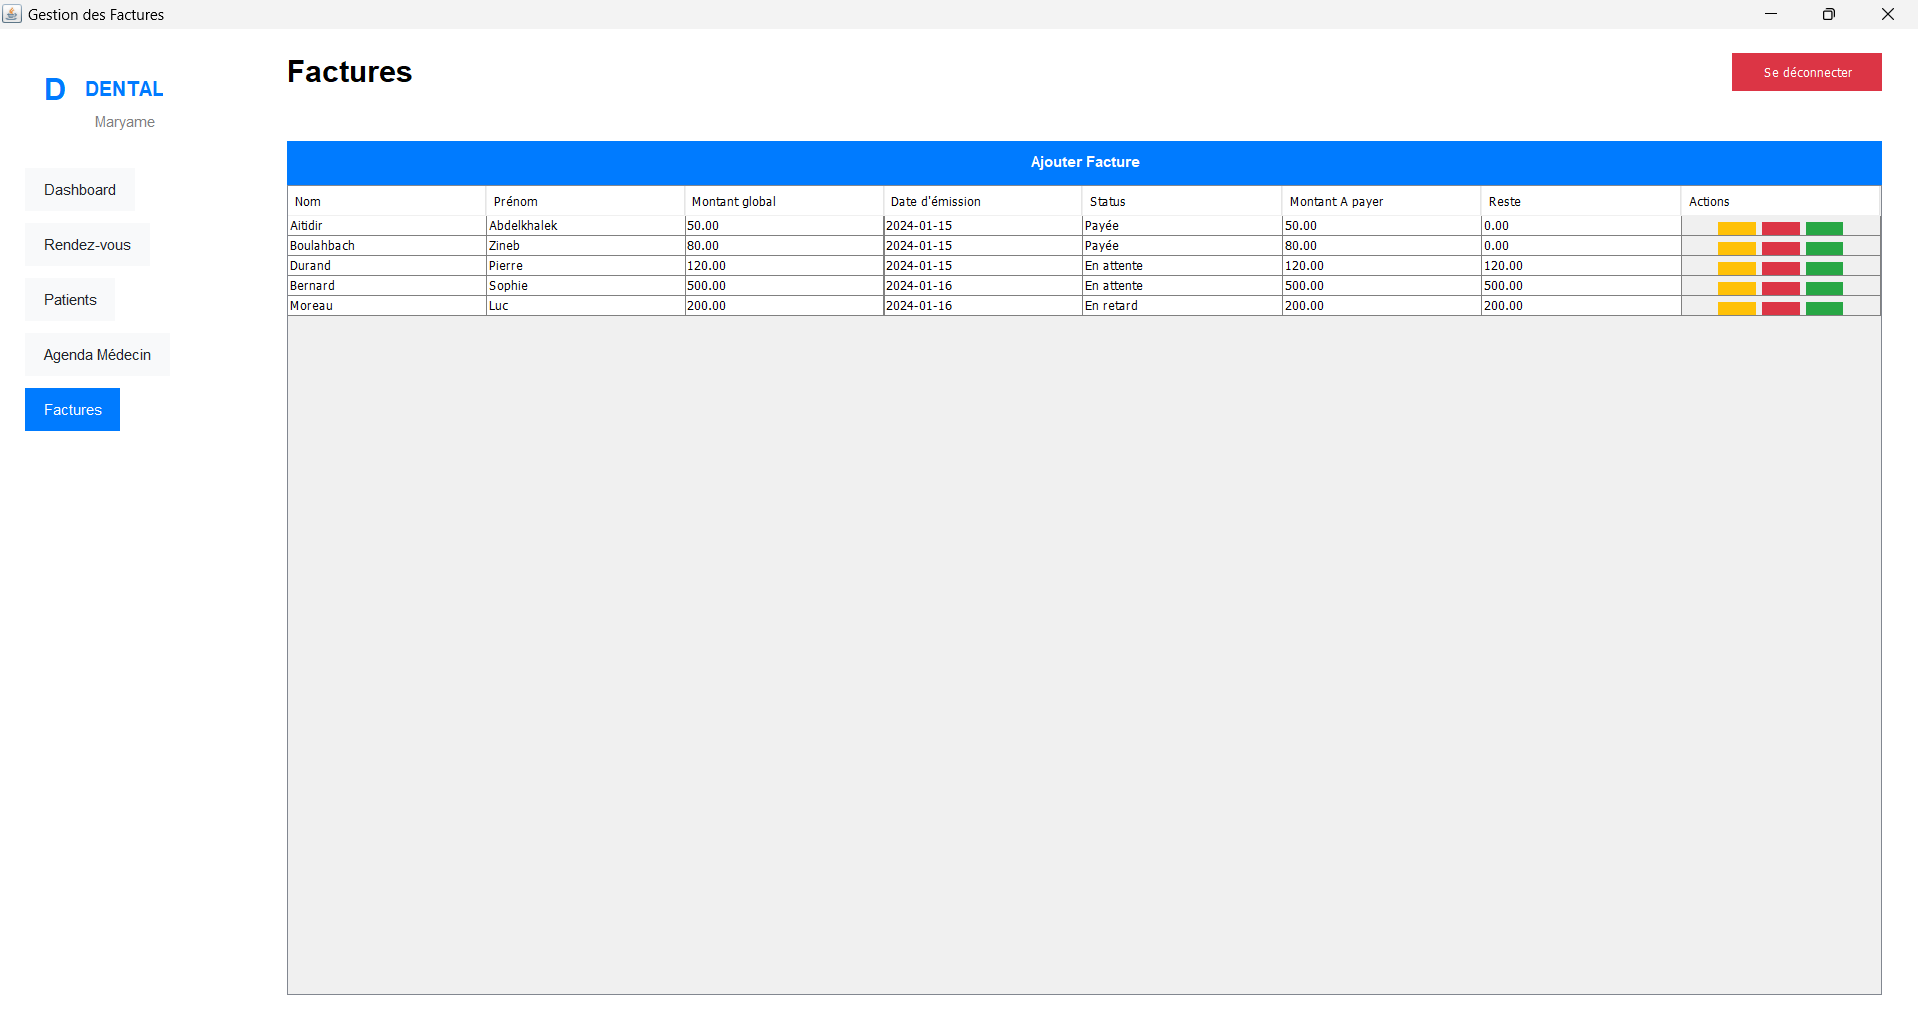 Gestion des Factures
D DENTAL
Maryame
Dashboard
Rendez-vous
Patients
Agenda Médecin
Factures
Factures
Se déconnecter
Ajouter Facture
Nom Prénom Montant global Date d'émission Status Montant A payer Reste Actions
Aitidir Abdelkhalek 50.00 2024-01-15 Payée 50.00 0.00
Boulahbach Zineb 80.00 2024-01-15 Payée 80.00 0.00
Durand Pierre 120.00 2024-01-15 En attente 120.00 120.00
Bernard Sophie 500.00 2024-01-16 En attente 500.00 500.00
Moreau Luc 200.00 2024-01-16 En retard 200.00 200.00